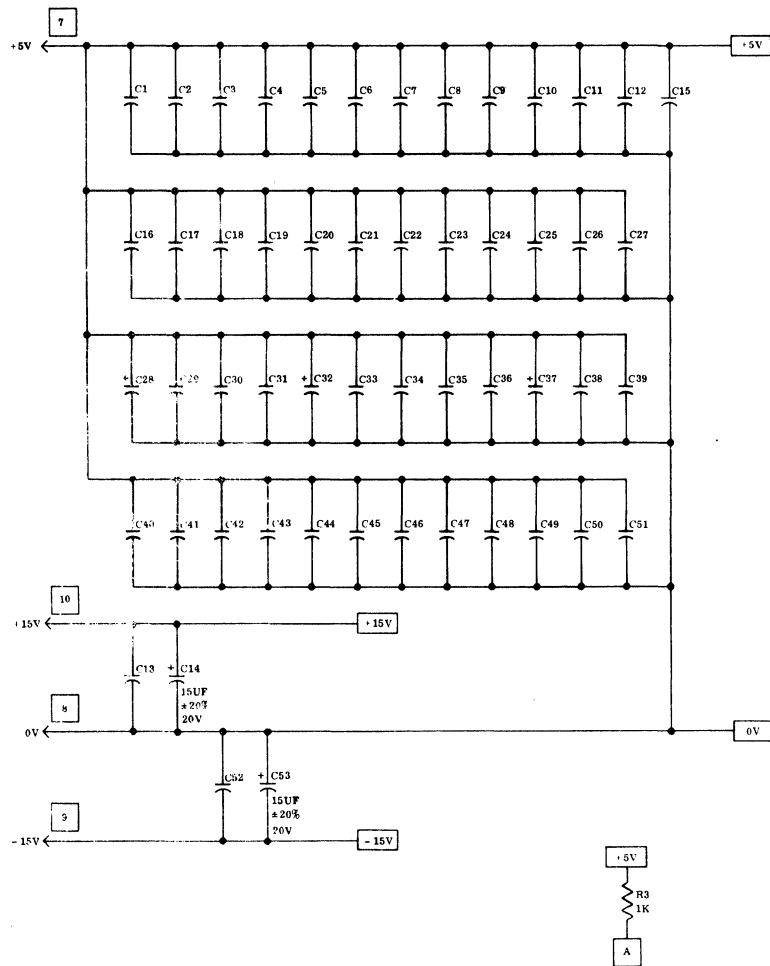 7
+5V +5V
C1 C2 C3 C4 C5 C6 C7 C8 C9 C10 C11 C12 C15
C16 C17 C18 C19 C20 C21 C22 C23 C24 C25 C26 C27
+ C28 C29 C30 C31 + C32 C33 C34 C35 C36 + C37 C38 C39
C40 C41 C42 C43 C44 C45 C46 C47 C48 C49 C50 C51
10
+15V +15V
C13 + C14
15UF
±20%
20V
8
0V 0V
C52 + C53
15UF
±20%
20V
9
-15V -15V
+5V
R3
1K
A